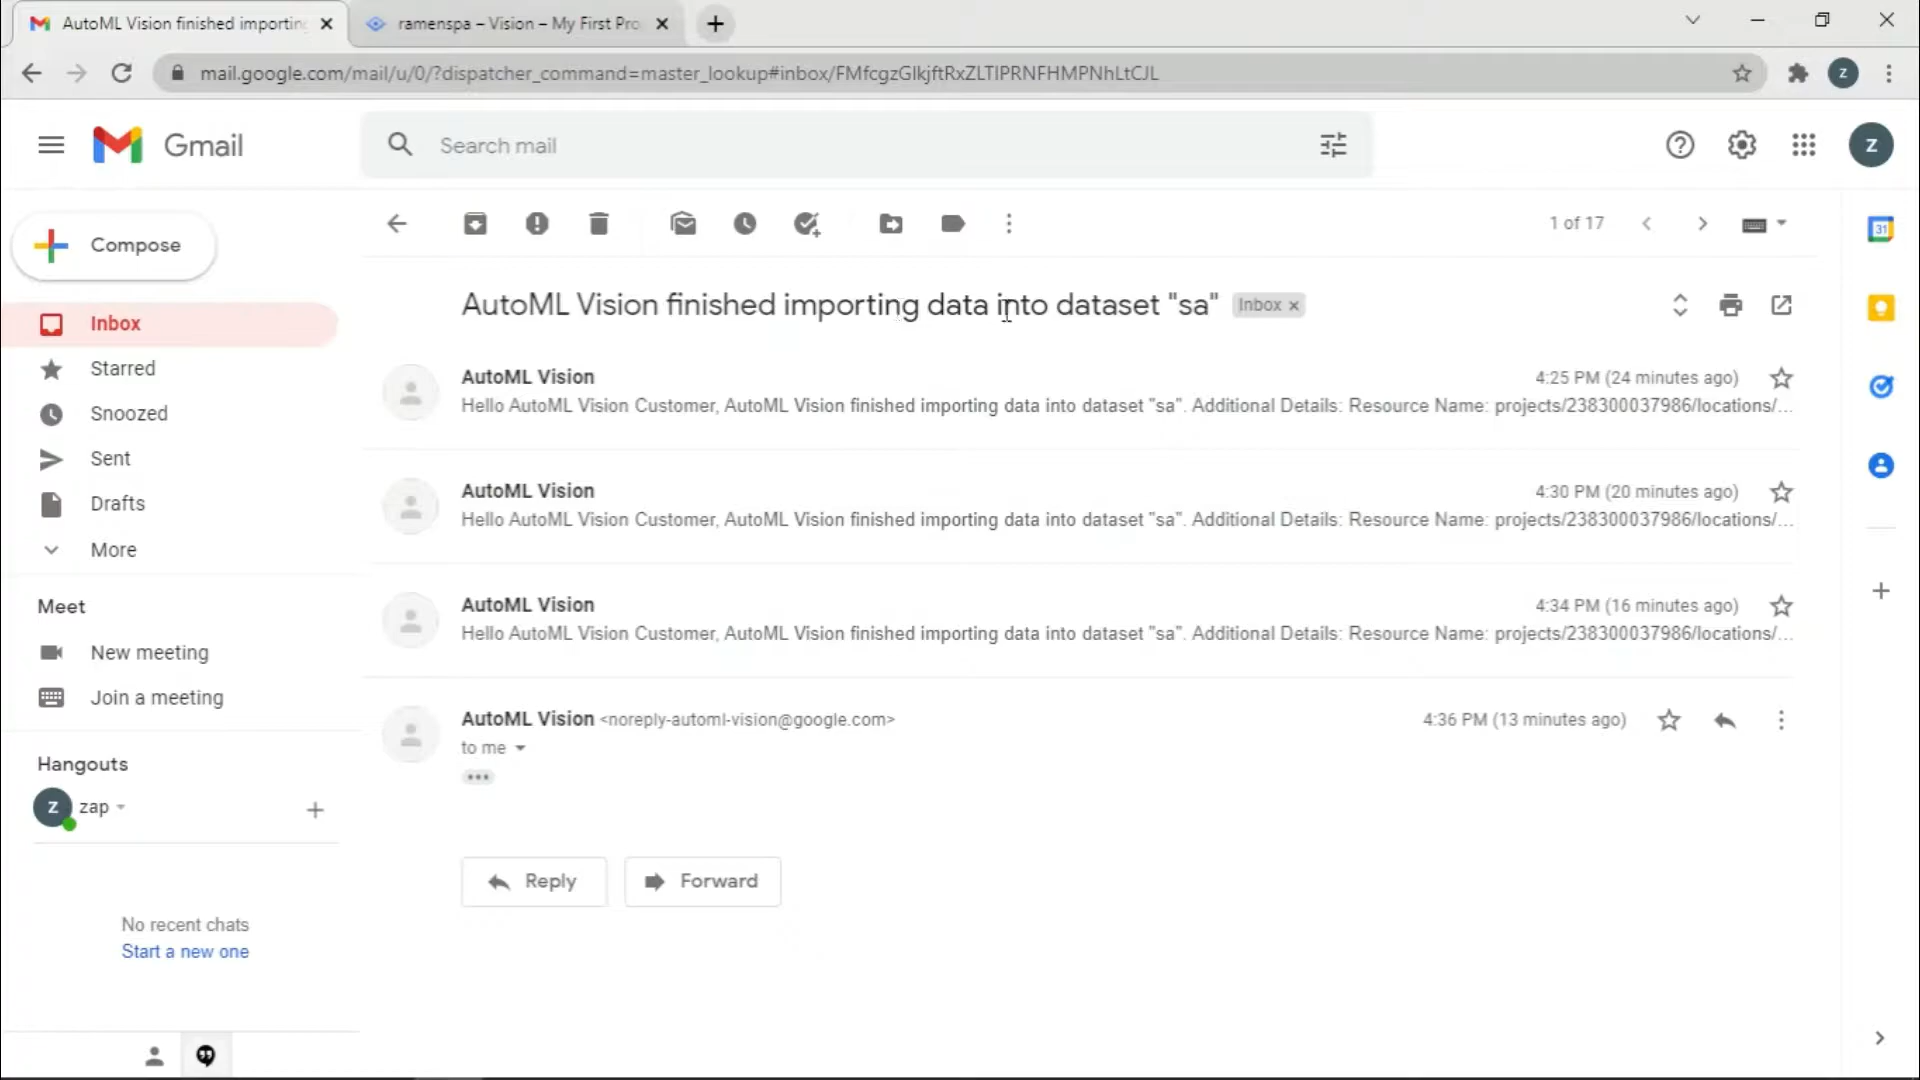 AutoML Vision finished importin
ramenspa – Vision – My First Pro
mail.google.com/mail/u/0/?dispatcher_command=master_lookup#inbox/FMfcgzGlkjftRxZLTlPRNFHMPNhLtCJL
z
Gmail
Search mail
z
Compose
1 of 17
31
Inbox
Starred
Snoozed
Sent
Drafts
More
Meet
New meeting
Join a meeting
Hangouts
z zap
No recent chats
Start a new one
AutoML Vision finished importing data into dataset "sa" Inbox x
AutoML Vision 4:25 PM (24 minutes ago)
Hello AutoML Vision Customer, AutoML Vision finished importing data into dataset "sa". Additional Details: Resource Name: projects/238300037986/locations/...
AutoML Vision 4:30 PM (20 minutes ago)
Hello AutoML Vision Customer, AutoML Vision finished importing data into dataset "sa". Additional Details: Resource Name: projects/238300037986/locations/...
AutoML Vision 4:34 PM (16 minutes ago)
Hello AutoML Vision Customer, AutoML Vision finished importing data into dataset "sa". Additional Details: Resource Name: projects/238300037986/locations/...
AutoML Vision <noreply-automl-vision@google.com> 4:36 PM (13 minutes ago)
to me
Reply
Forward